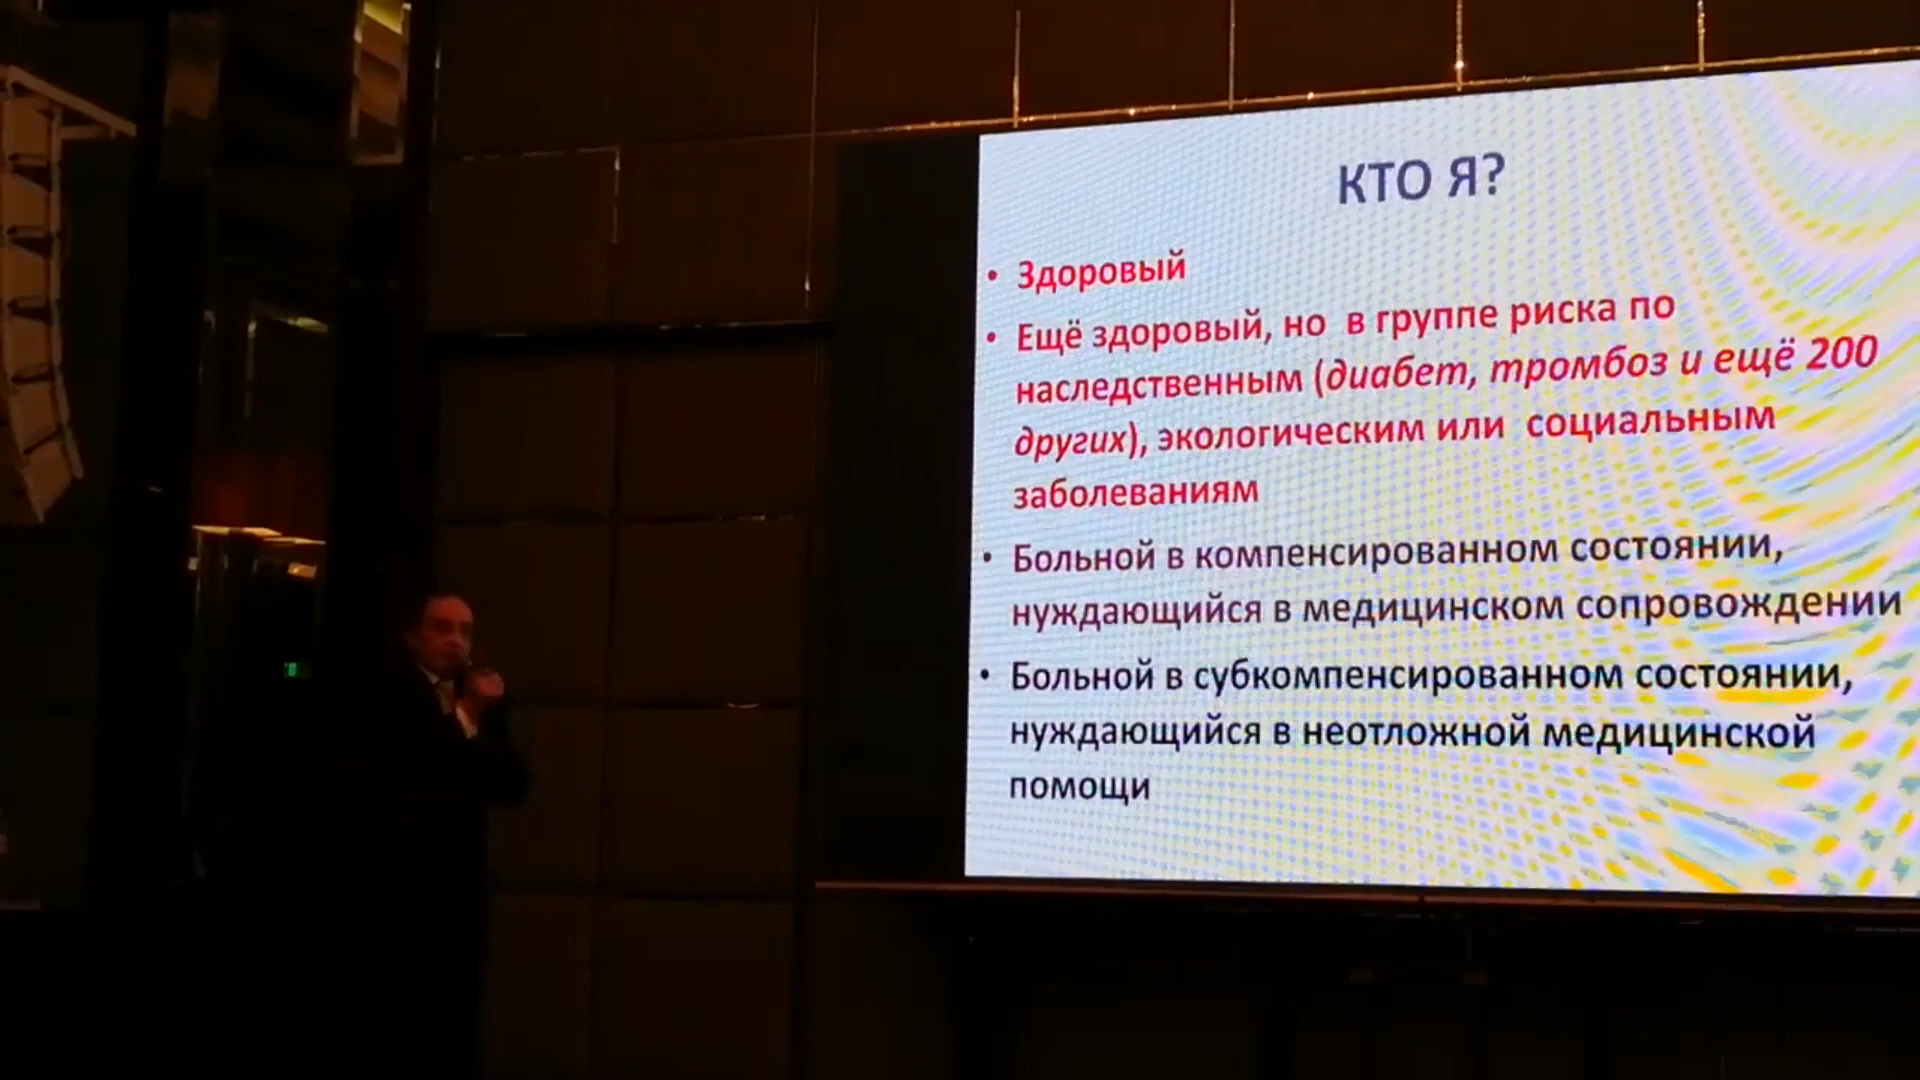 КТО Я?
• Здоровый
• Ещё здоровый, но в группе риска по
наследственным (диабет, тромбоз и ещё 200
других), экологическим или социальным
заболеваниям
• Больной в компенсированном состоянии,
нуждающийся в медицинском сопровождении
• Больной в субкомпенсированном состоянии,
нуждающийся в неотложной медицинской
помощи